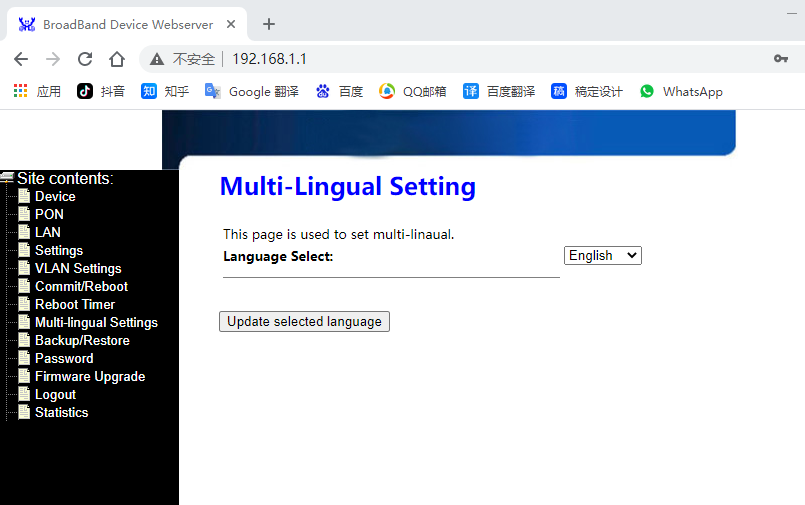 BroadBand Device Webserver
不安全 192.168.1.1
应用 抖音 知 知乎 Google 翻译 百度 QQ邮箱 译 百度翻译 稿 稿定设计 WhatsApp
Site contents:
Device
PON
LAN
Settings
VLAN Settings
Commit/Reboot
Reboot Timer
Multi-lingual Settings
Backup/Restore
Password
Firmware Upgrade
Logout
Statistics
Multi-Lingual Setting
This page is used to set multi-linaual.
Language Select: English
Update selected language